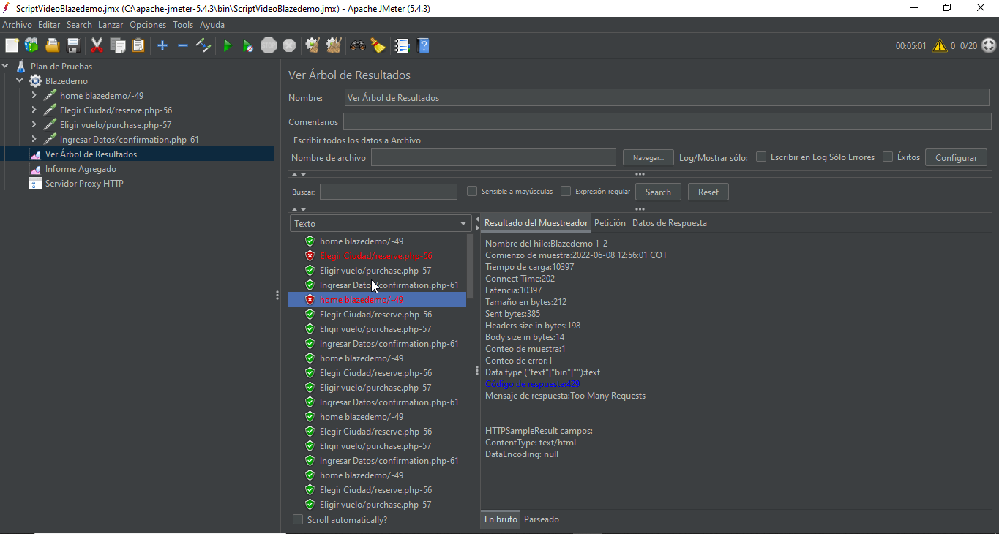 ScriptVideoBlazedemo.jmx (C:\apache-jmeter-5.4.3\bin\ScriptVideoBlazedemo.jmx) - Apache JMeter (5.4.3)
Archivo Editar Search Lanzar Opciones Tools Ayuda
STOP
00:05:01 0 0/20
Plan de Pruebas
Blazedemo
home blazedemo/-49
Elegir Ciudad/reserve.php-56
Eligir vuelo/purchase.php-57
Ingresar Datos/confirmation.php-61
Ver Árbol de Resultados
Informe Agregado
Servidor Proxy HTTP
Ver Árbol de Resultados
Nombre: Ver Árbol de Resultados
Comentarios
Escribir todos los datos a Archivo
Nombre de archivo Navegar... Log/Mostrar sólo: Escribir en Log Sólo Errores Éxitos Configurar
Buscar: Sensible a mayúsculas Expresión regular Search Reset
Texto
home blazedemo/-49
Elegir Ciudad/reserve.php-56
Eligir vuelo/purchase.php-57
Ingresar Datos/confirmation.php-61
home blazedemo/-49
Elegir Ciudad/reserve.php-56
Eligir vuelo/purchase.php-57
Ingresar Datos/confirmation.php-61
home blazedemo/-49
Elegir Ciudad/reserve.php-56
Eligir vuelo/purchase.php-57
Ingresar Datos/confirmation.php-61
home blazedemo/-49
Elegir Ciudad/reserve.php-56
Eligir vuelo/purchase.php-57
Ingresar Datos/confirmation.php-61
home blazedemo/-49
Elegir Ciudad/reserve.php-56
Eligir vuelo/purchase.php-57
Scroll automatically?
Resultado del Muestreador Petición Datos de Respuesta
Nombre del hilo:Blazedemo 1-2
Comienzo de muestra:2022-06-08 12:56:01 COT
Tiempo de carga:10397
Connect Time:202
Latencia:10397
Tamaño en bytes:212
Sent bytes:385
Headers size in bytes:198
Body size in bytes:14
Conteo de muestra:1
Conteo de error:1
Data type ("text"|"bin"|""):text
Código de respuesta:429
Mensaje de respuesta:Too Many Requests
HTTPSampleResult campos:
ContentType: text/html
DataEncoding: null
En bruto Parseado